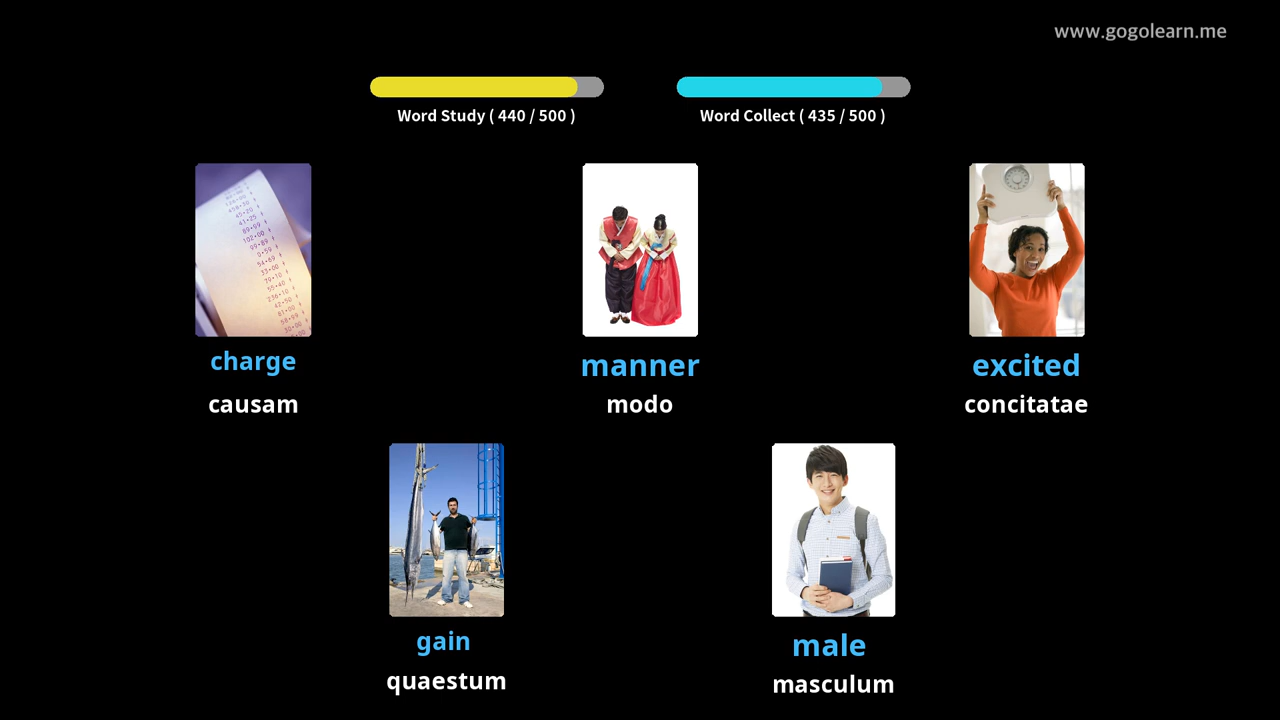 www.gogolearn.me
Word Study ( 440 / 500 )
Word Collect ( 435 / 500 )
charge
causam
manner
modo
excited
concitatae
gain
quaestum
male
masculum